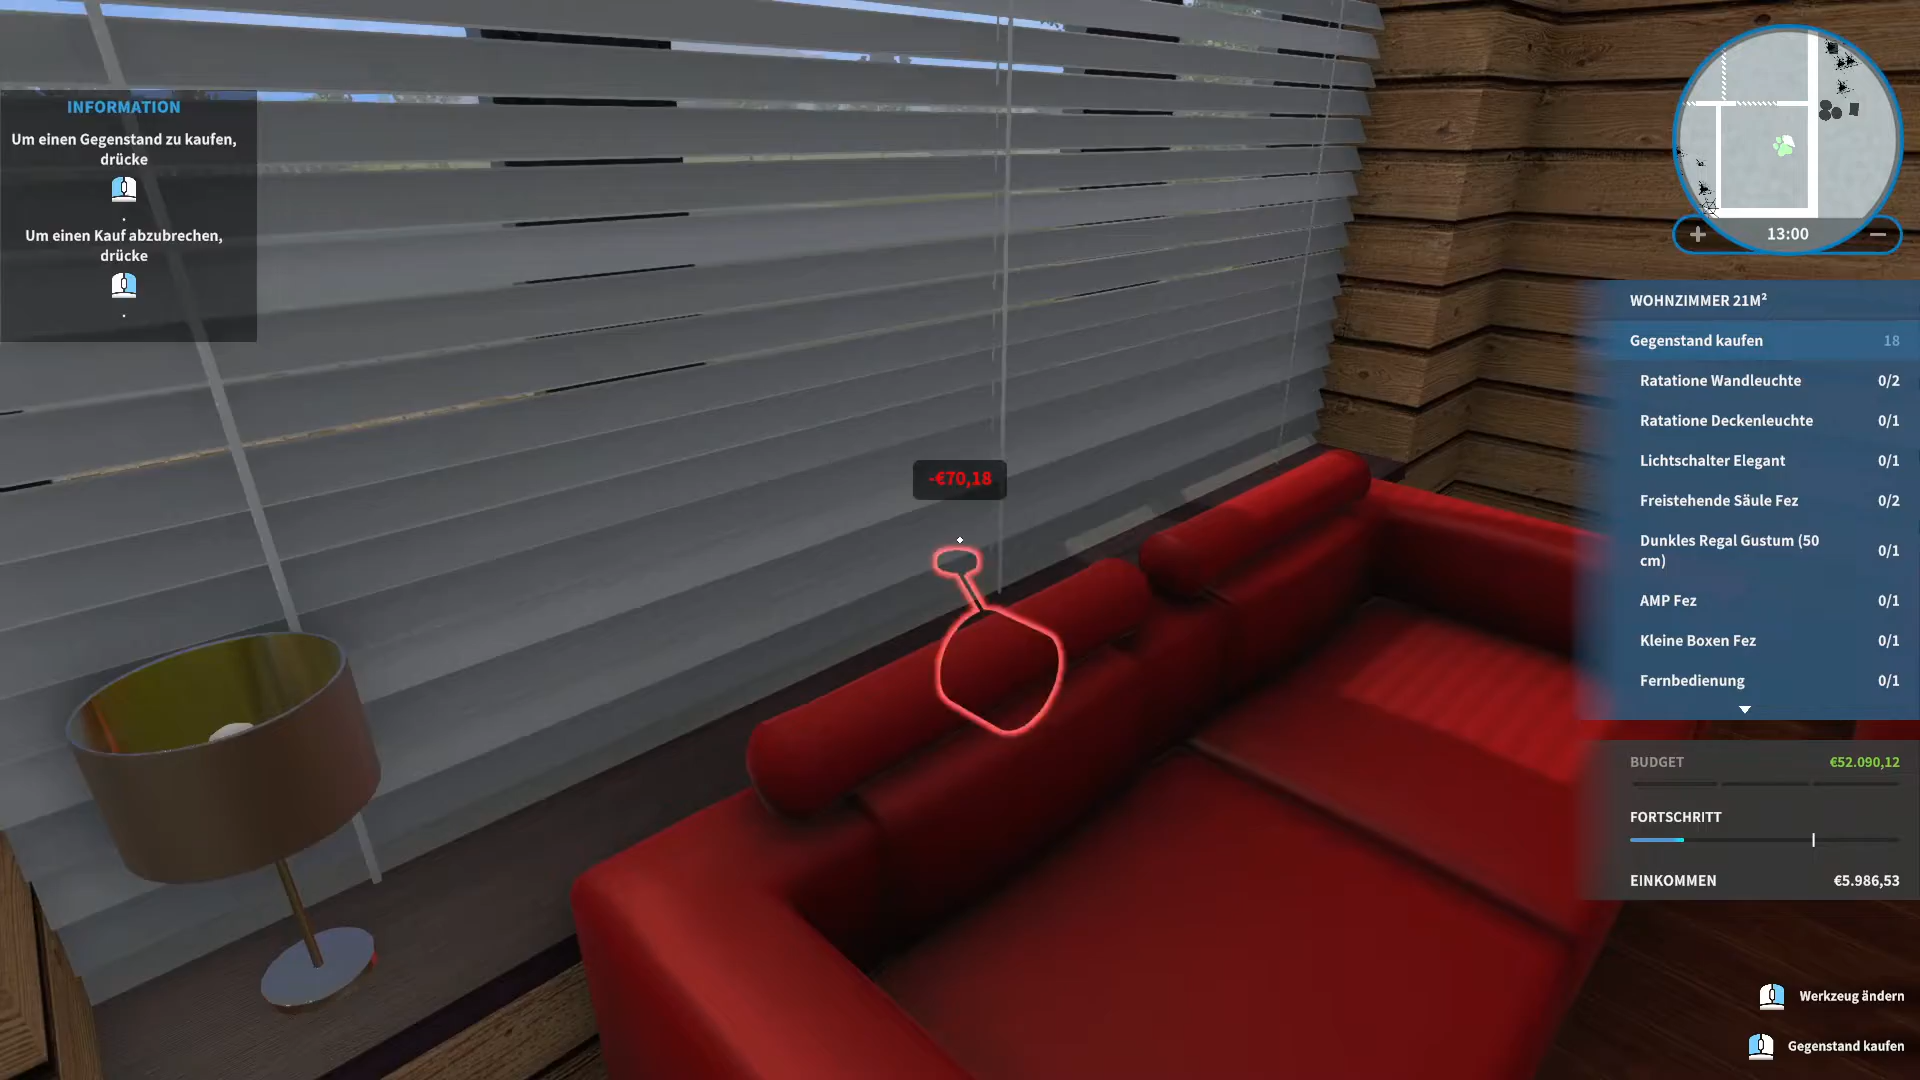 INFORMATION
Um einen Gegenstand zu kaufen,
drücke
.
Um einen Kauf abzubrechen,
drücke
.
-€70,18
13:00
WOHNZIMMER 21M²
Gegenstand kaufen 18
Ratatione Wandleuchte 0/2
Ratatione Deckenleuchte 0/1
Lichtschalter Elegant 0/1
Freistehende Säule Fez 0/2
Dunkles Regal Gustum (50
cm) 0/1
AMP Fez 0/1
Kleine Boxen Fez 0/1
Fernbedienung 0/1
BUDGET €52.090,12
FORTSCHRITT
EINKOMMEN €5.986,53
Werkzeug ändern
Gegenstand kaufen